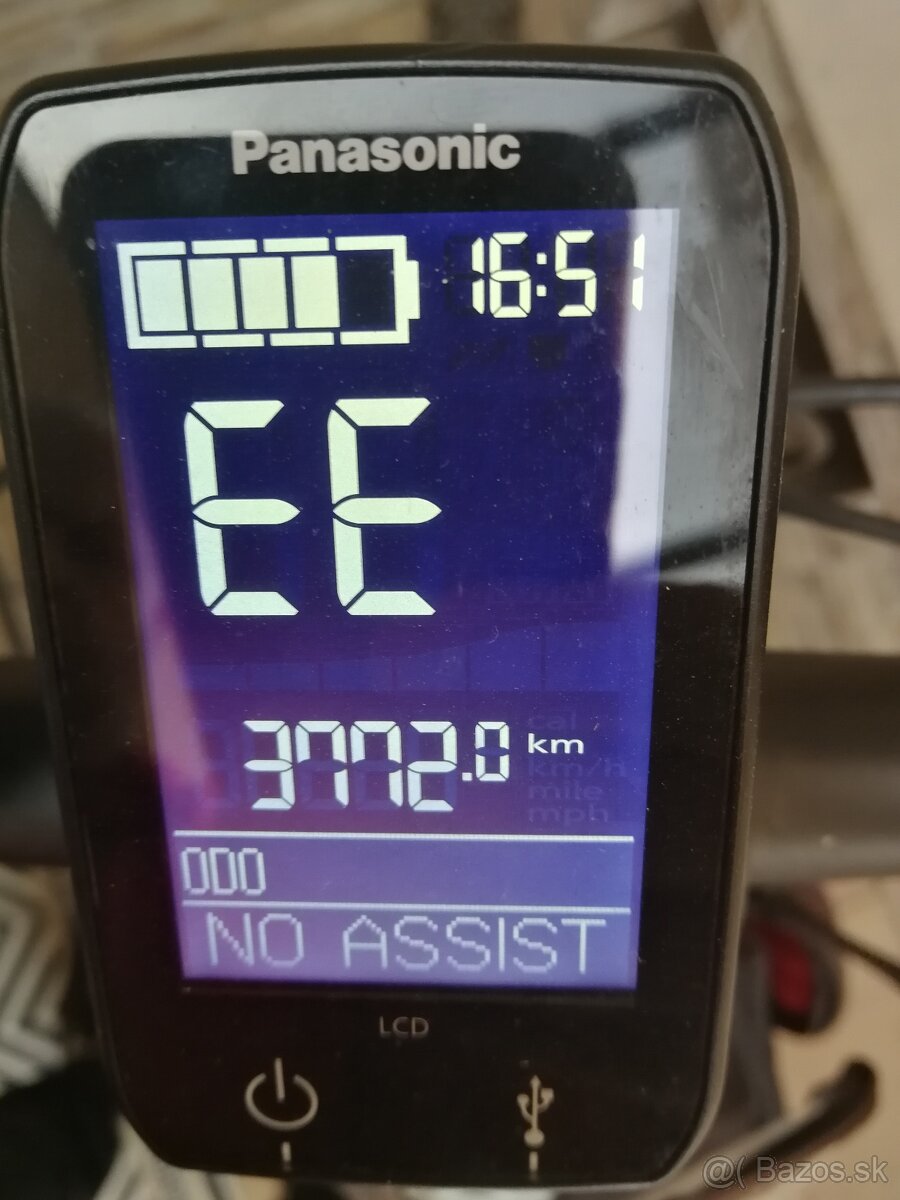 Panasonic
16:51
EE
3772.0 km
ODO
NO ASSIST
LCD
@( Bazos.sk